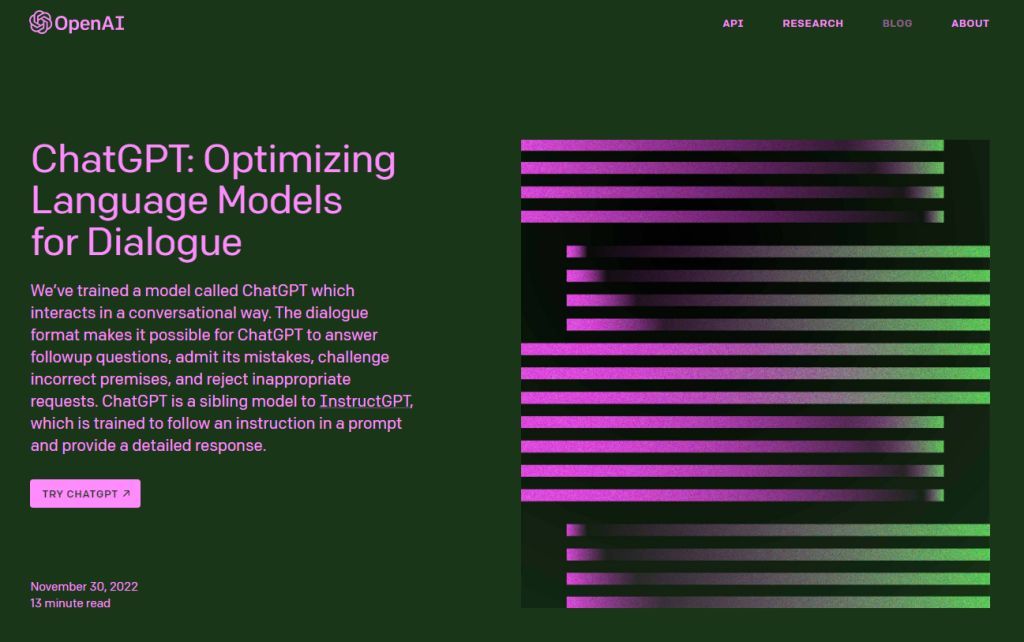 OpenAI
API RESEARCH BLOG ABOUT
ChatGPT: Optimizing
Language Models
for Dialogue
We’ve trained a model called ChatGPT which
interacts in a conversational way. The dialogue
format makes it possible for ChatGPT to answer
followup questions, admit its mistakes, challenge
incorrect premises, and reject inappropriate
requests. ChatGPT is a sibling model to InstructGPT,
which is trained to follow an instruction in a prompt
and provide a detailed response.
TRY CHATGPT ↗
November 30, 2022
13 minute read